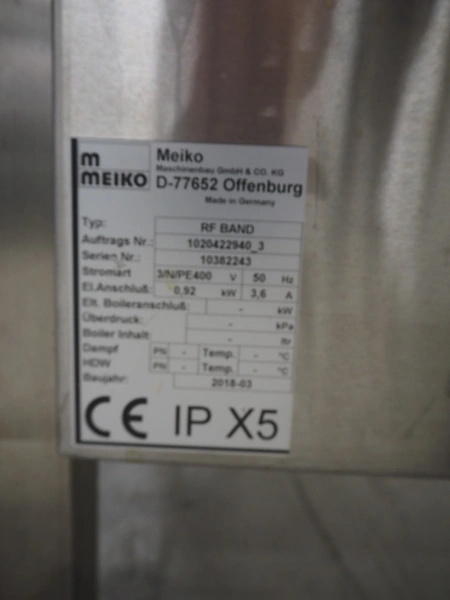 m
MEIKO
Meiko
Maschinenbau GmbH & CO. KG
D-77652 Offenburg
Made in Germany
Typ: RF BAND
Auftrags Nr.: 1020422940_3
Serien Nr.: 10382243
Stromart 3/N/PE400 V 50 Hz
El.Anschluß: 0,92 kW 3,6 A
Elt. Boileranschluß: - kW
Überdruck: - kPa
Boiler Inhalt: - ltr
Dampf PN - Temp. - °C
HDW PN - Temp. - °C
Baujahr: 2018-03
CE IP X5